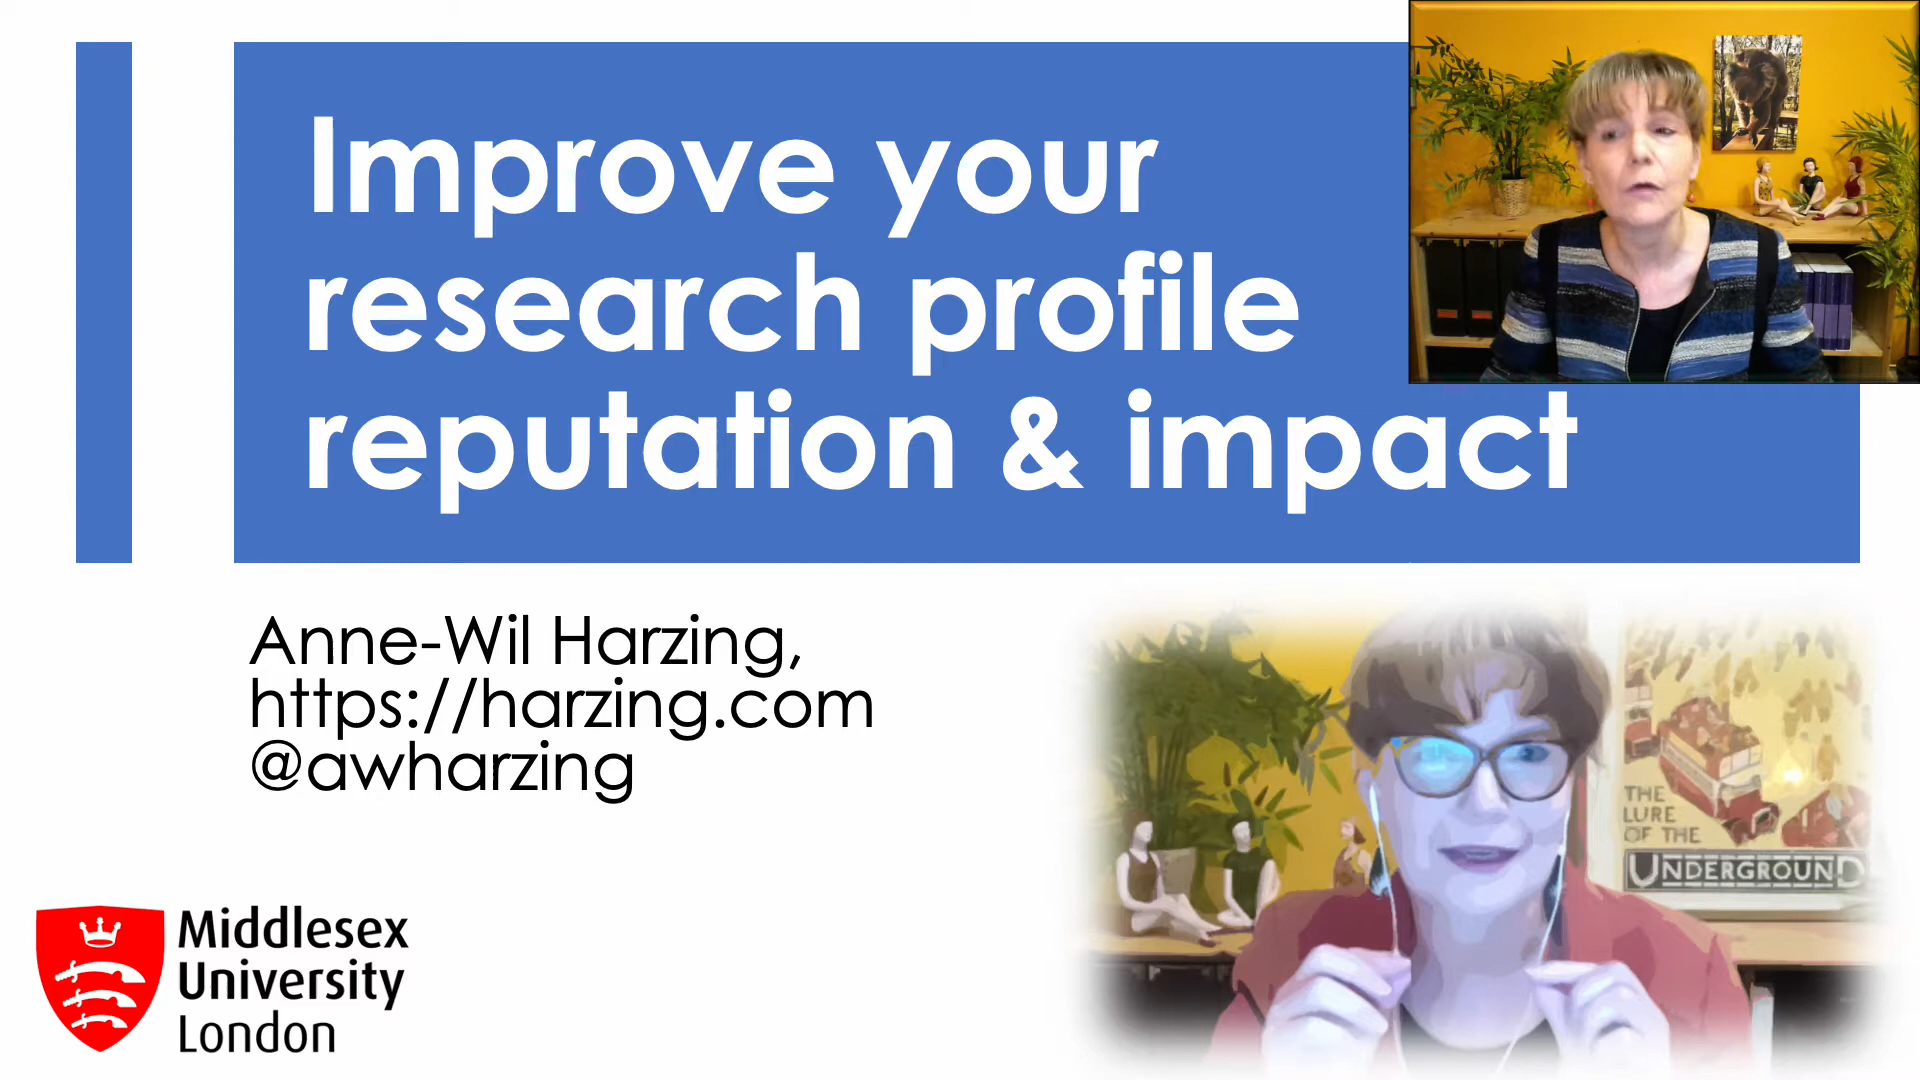 Improve your
research profile
reputation & impact
Anne-Wil Harzing,
https://harzing.com
@awharzing
THE
LURE
OF THE
UNDERGROUND
Middlesex
University
London